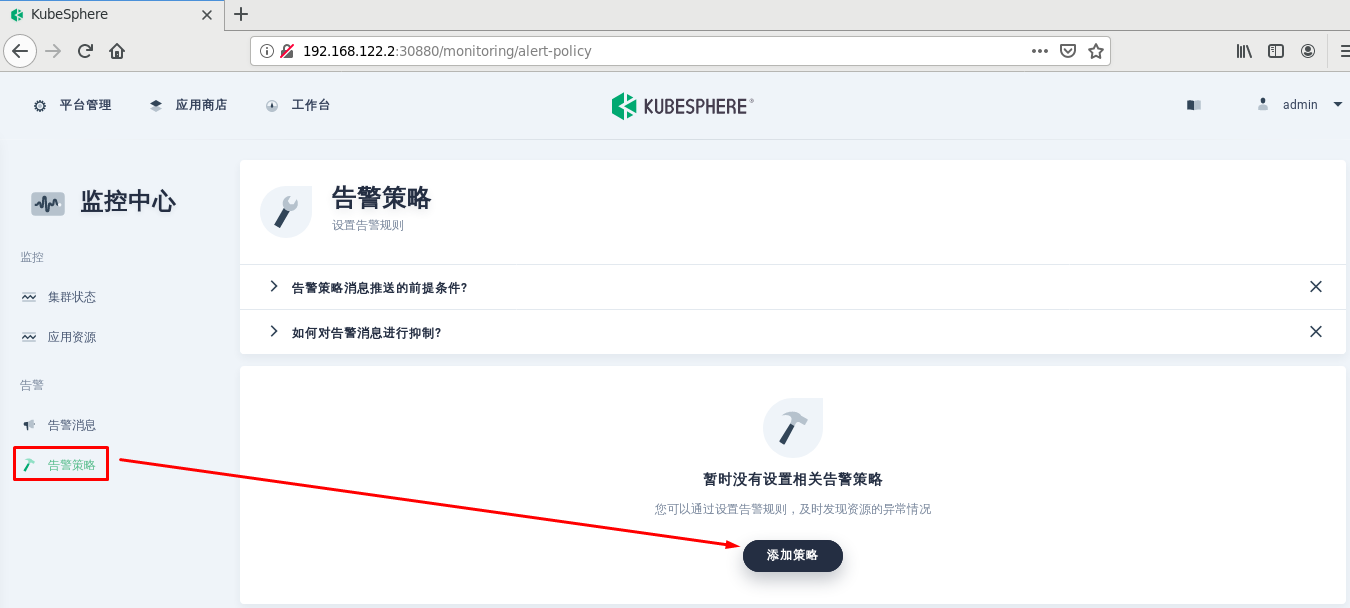 KubeSphere
192.168.122.2:30880/monitoring/alert-policy
平台管理 应用商店 工作台 KUBESPHERE® admin
监控中心
监控
集群状态
应用资源
告警
告警消息
告警策略
告警策略
设置告警规则
告警策略消息推送的前提条件?
如何对告警消息进行抑制?
暂时没有设置相关告警策略
您可以通过设置告警规则，及时发现资源的异常情况
添加策略